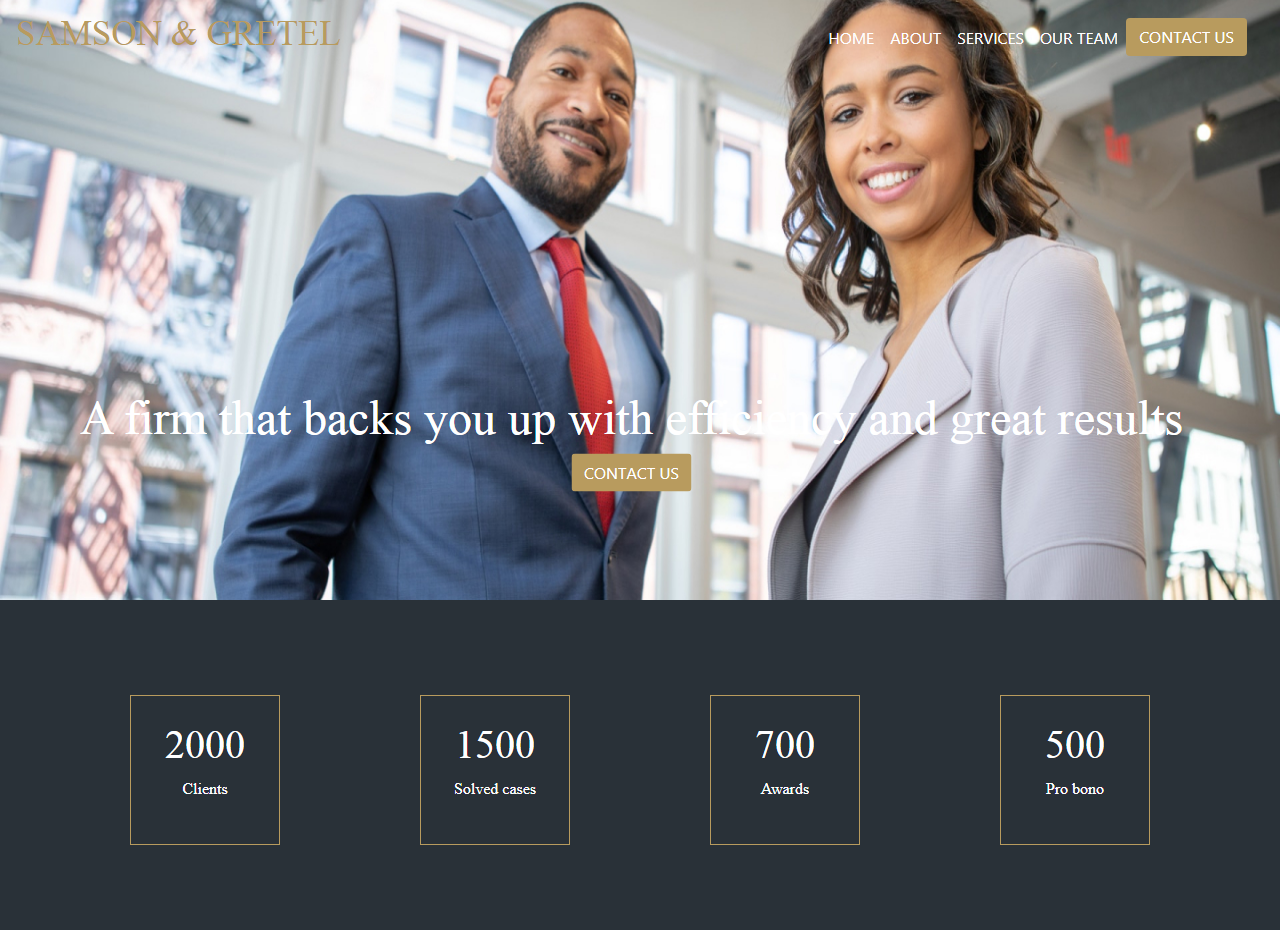 SAMSON & GRETEL
HOME ABOUT SERVICES OUR TEAM CONTACT US
A firm that backs you up with efficiency and great results
CONTACT US
2000 1500 700 500
Clients Solved cases Awards Pro bono